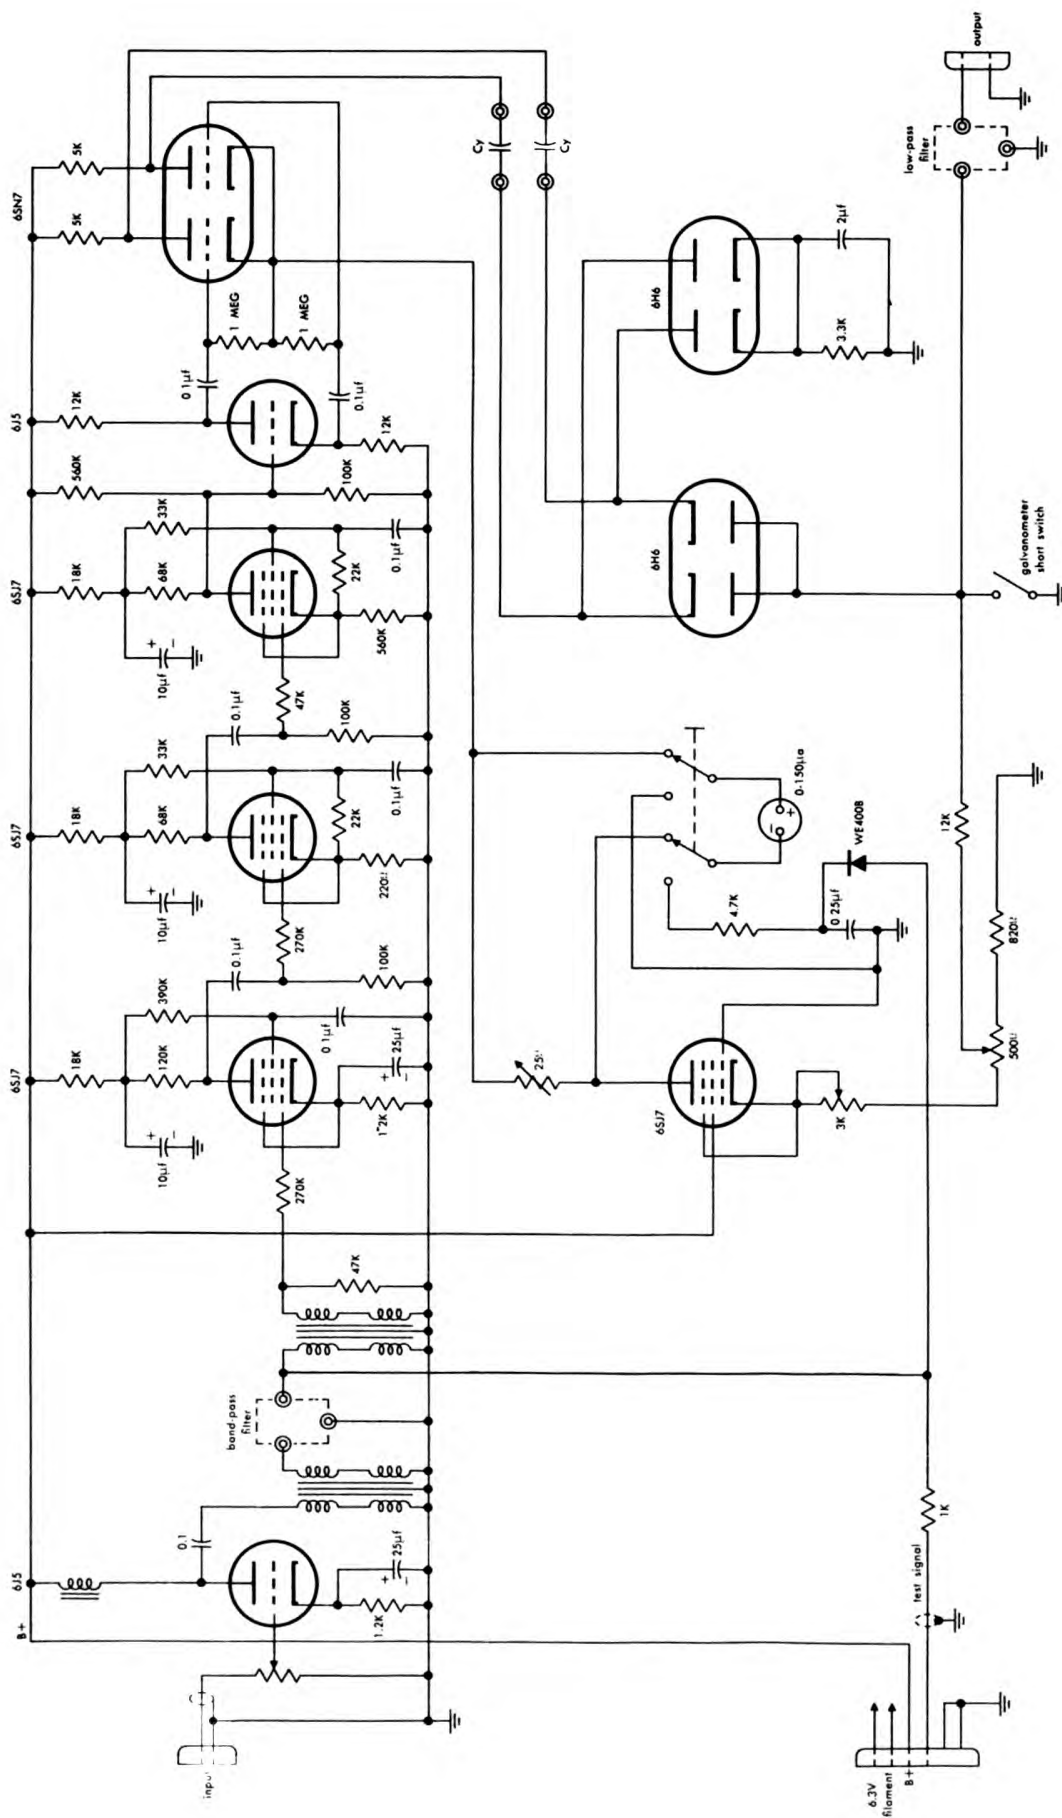 B+
6J5
6SJ7
6SJ7
6SJ7
6J5
6SN7
18K
18K
18K
560K
12K
5K
5K
10µf
+
-
120K
390K
10µf
+
-
68K
33K
10µf
+
-
68K
33K
0.1
0.1µf
0.1µf
0.1µf
1 MEG
1 MEG
input
band-pass
filter
270K
270K
47K
1.2K
+
-
25µf
47K
+
-
25µf
0 1µf
100K
220Ω
22K
0.1µf
100K
560K
22K
0.1µf
100K
12K
0.1µf
Cy
Cy
25Ω
6SJ7
3K
4.7K
0 25µf
WE400B
0-150µa
-
+
6H6
6H6
3.3K
2µf
6.3V
filament
B+
test signal
1K
500Ω
820Ω
12K
galvanometer
short switch
low-pass
filter
output